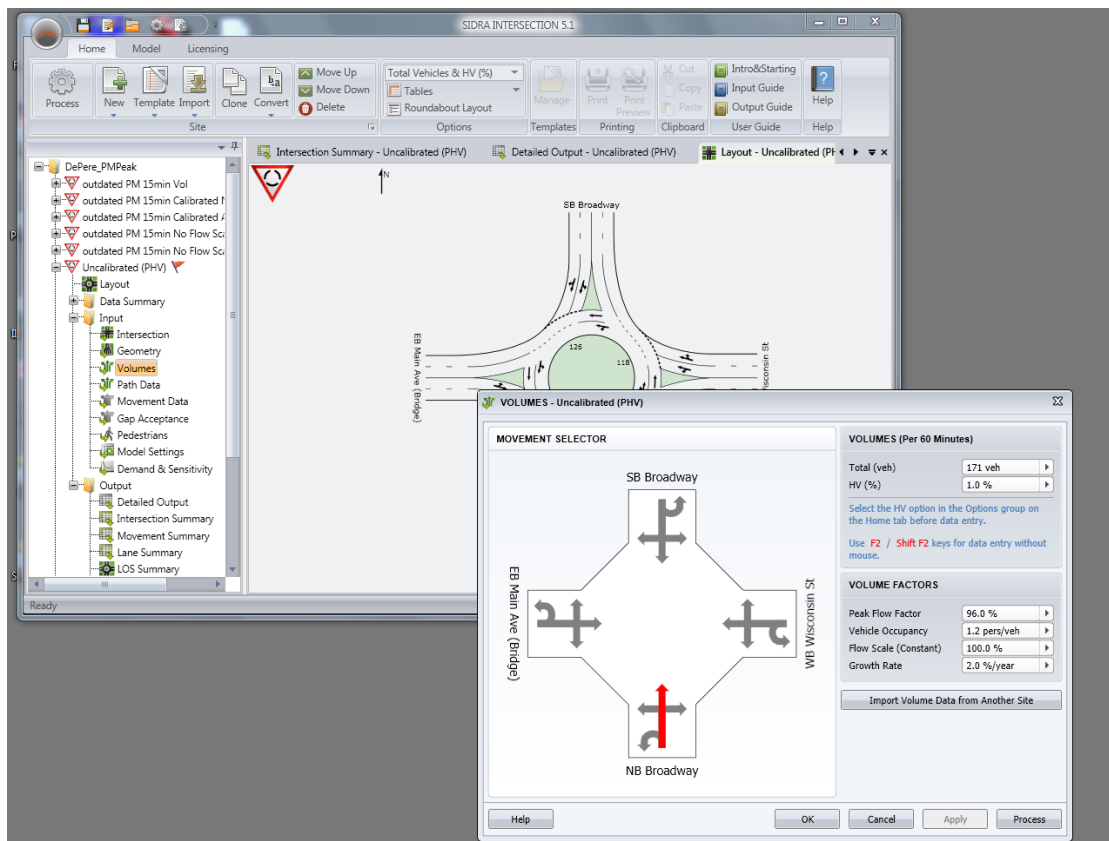 SIDRA INTERSECTION 5.1
Home Model Licensing
Process
New
Template
Import
Clone
Convert
Move Up
Move Down
Delete
Site
Total Vehicles & HV (%)
Tables
Roundabout Layout
Options
Manage
Templates
Print
Print Preview
Printing
Cut
Copy
Paste
Clipboard
Intro&Starting
Input Guide
Output Guide
User Guide
Help
Help
DePere_PMPeak
outdated PM 15min Vol
outdated PM 15min Calibrated
outdated PM 15min Calibrated
outdated PM 15min No Flow
outdated PM 15min No Flow
Uncalibrated (PHV)
Layout
Data Summary
Input
Intersection
Geometry
Volumes
Path Data
Movement Data
Gap Acceptance
Pedestrians
Model Settings
Demand & Sensitivity
Output
Detailed Output
Intersection Summary
Movement Summary
Lane Summary
LOS Summary
Ready
Intersection Summary - Uncalibrated (PHV)
Detailed Output - Uncalibrated (PHV)
Layout - Uncalibrated (PH
N
SB Broadway
EB Main Ave (Bridge)
126
118
VOLUMES - Uncalibrated (PHV)
MOVEMENT SELECTOR
SB Broadway
EB Main Ave (Bridge)
WB Wisconsin St
NB Broadway
VOLUMES (Per 60 Minutes)
Total (veh) 171 veh
HV (%) 1.0 %
Select the HV option in the Options group on
the Home tab before data entry.
Use F2 / Shift F2 keys for data entry without
mouse.
VOLUME FACTORS
Peak Flow Factor 96.0 %
Vehicle Occupancy 1.2 pers/veh
Flow Scale (Constant) 100.0 %
Growth Rate 2.0 %/year
Import Volume Data from Another Site
Help
OK
Cancel
Apply
Process